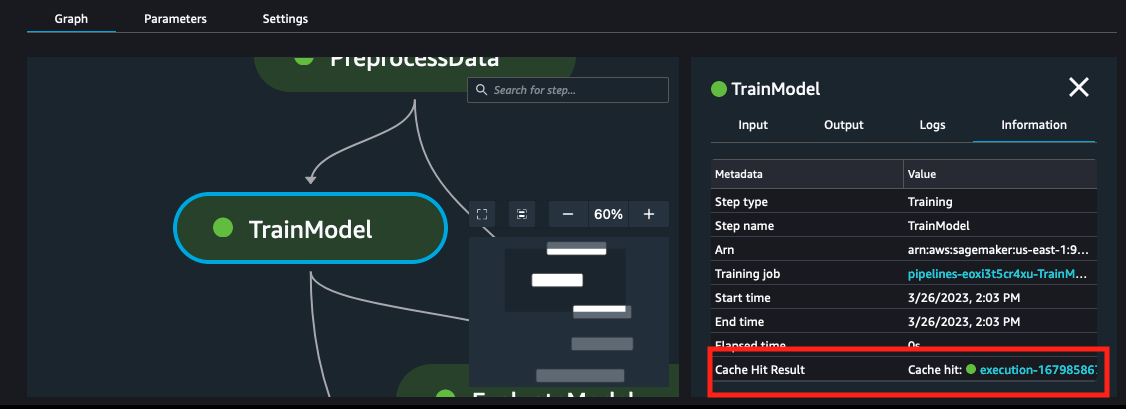 Graph Parameters Settings
PreprocessData
Search for step...
TrainModel
60%
TrainModel
Input Output Logs Information
Metadata Value
Step type Training
Step name TrainModel
Arn arn:aws:sagemaker:us-east-1:9...
Training job pipelines-eoxi3t5cr4xu-TrainM...
Start time 3/26/2023, 2:03 PM
End time 3/26/2023, 2:03 PM
Elapsed time 0s
Cache Hit Result Cache hit: execution-167985867
EvaluateModel